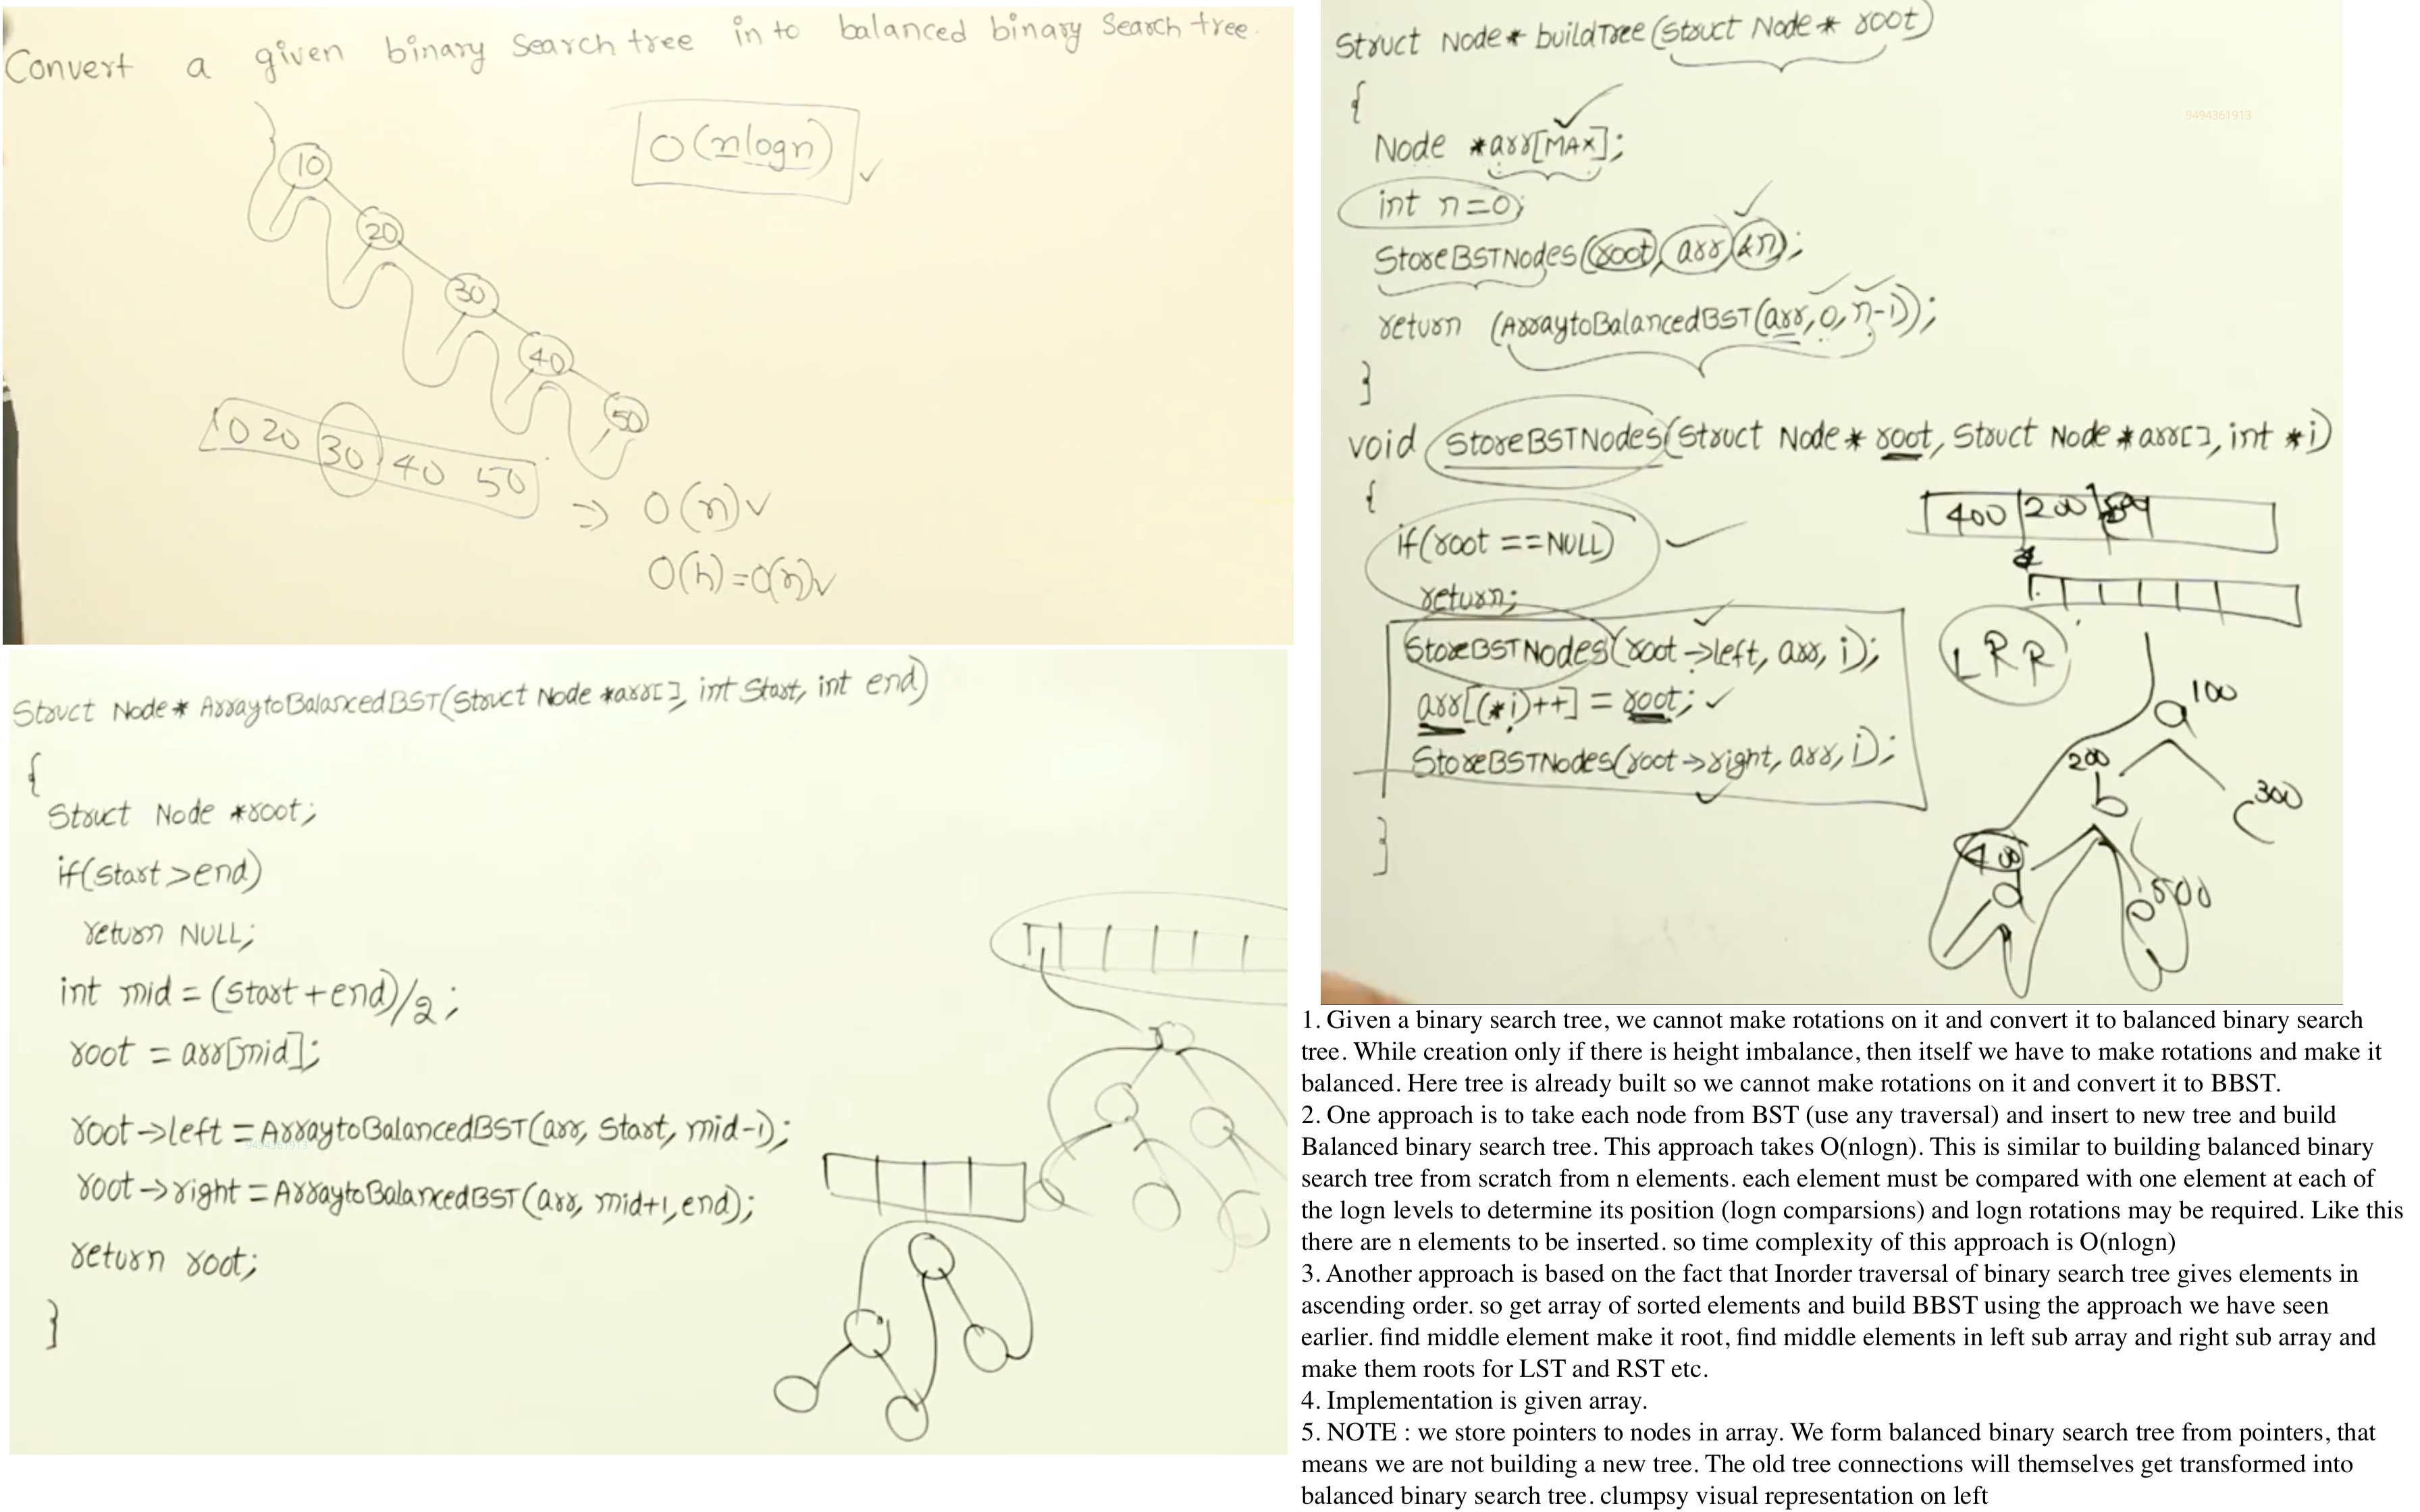 Convert a given binary Search tree in to balanced binary Search tree.
O(nlogn)
10
20
30
40
50
10 20 30 40 50
⇒ O(n)✓
O(h)=O(n)✓
Struct Node* ArraytoBalancedBST(Struct Node *arr[], int Start, int end)
{
Struct Node *root;
if(Start>end)
return NULL;
int mid = (Start+end)/2;
root = arr[mid];
root->left = ArraytoBalancedBST(arr, Start, mid-1);
9494361913
root->right = ArraytoBalancedBST(arr, mid+1, end);
return root;
}
Struct Node* buildTree(Struct Node* root)
{
9494361913
Node *arr[MAX];
int n=0;
StoreBSTNodes(root, arr, &n);
return (ArraytoBalancedBST(arr, 0, n-1));
}
void StoreBSTNodes(Struct Node* root, Struct Node *arr[], int *i)
{
400 200
if(root ==NULL)
return;
StoreBSTNodes(root->left, arr, i);
LRR
arr[(*i)++] = root;
a 100
StoreBSTNodes(root->right, arr, i);
200
b
c 300
}
400
d
e 500
1. Given a binary search tree, we cannot make rotations on it and convert it to balanced binary search
tree. While creation only if there is height imbalance, then itself we have to make rotations and make it
balanced. Here tree is already built so we cannot make rotations on it and convert it to BBST.
2. One approach is to take each node from BST (use any traversal) and insert to new tree and build
Balanced binary search tree. This approach takes O(nlogn). This is similar to building balanced binary
search tree from scratch from n elements. each element must be compared with one element at each of
the logn levels to determine its position (logn comparsions) and logn rotations may be required. Like this
there are n elements to be inserted. so time complexity of this approach is O(nlogn)
3. Another approach is based on the fact that Inorder traversal of binary search tree gives elements in
ascending order. so get array of sorted elements and build BBST using the approach we have seen
earlier. find middle element make it root, find middle elements in left sub array and right sub array and
make them roots for LST and RST etc.
4. Implementation is given array.
5. NOTE : we store pointers to nodes in array. We form balanced binary search tree from pointers, that
means we are not building a new tree. The old tree connections will themselves get transformed into
balanced binary search tree. clumpsy visual representation on left